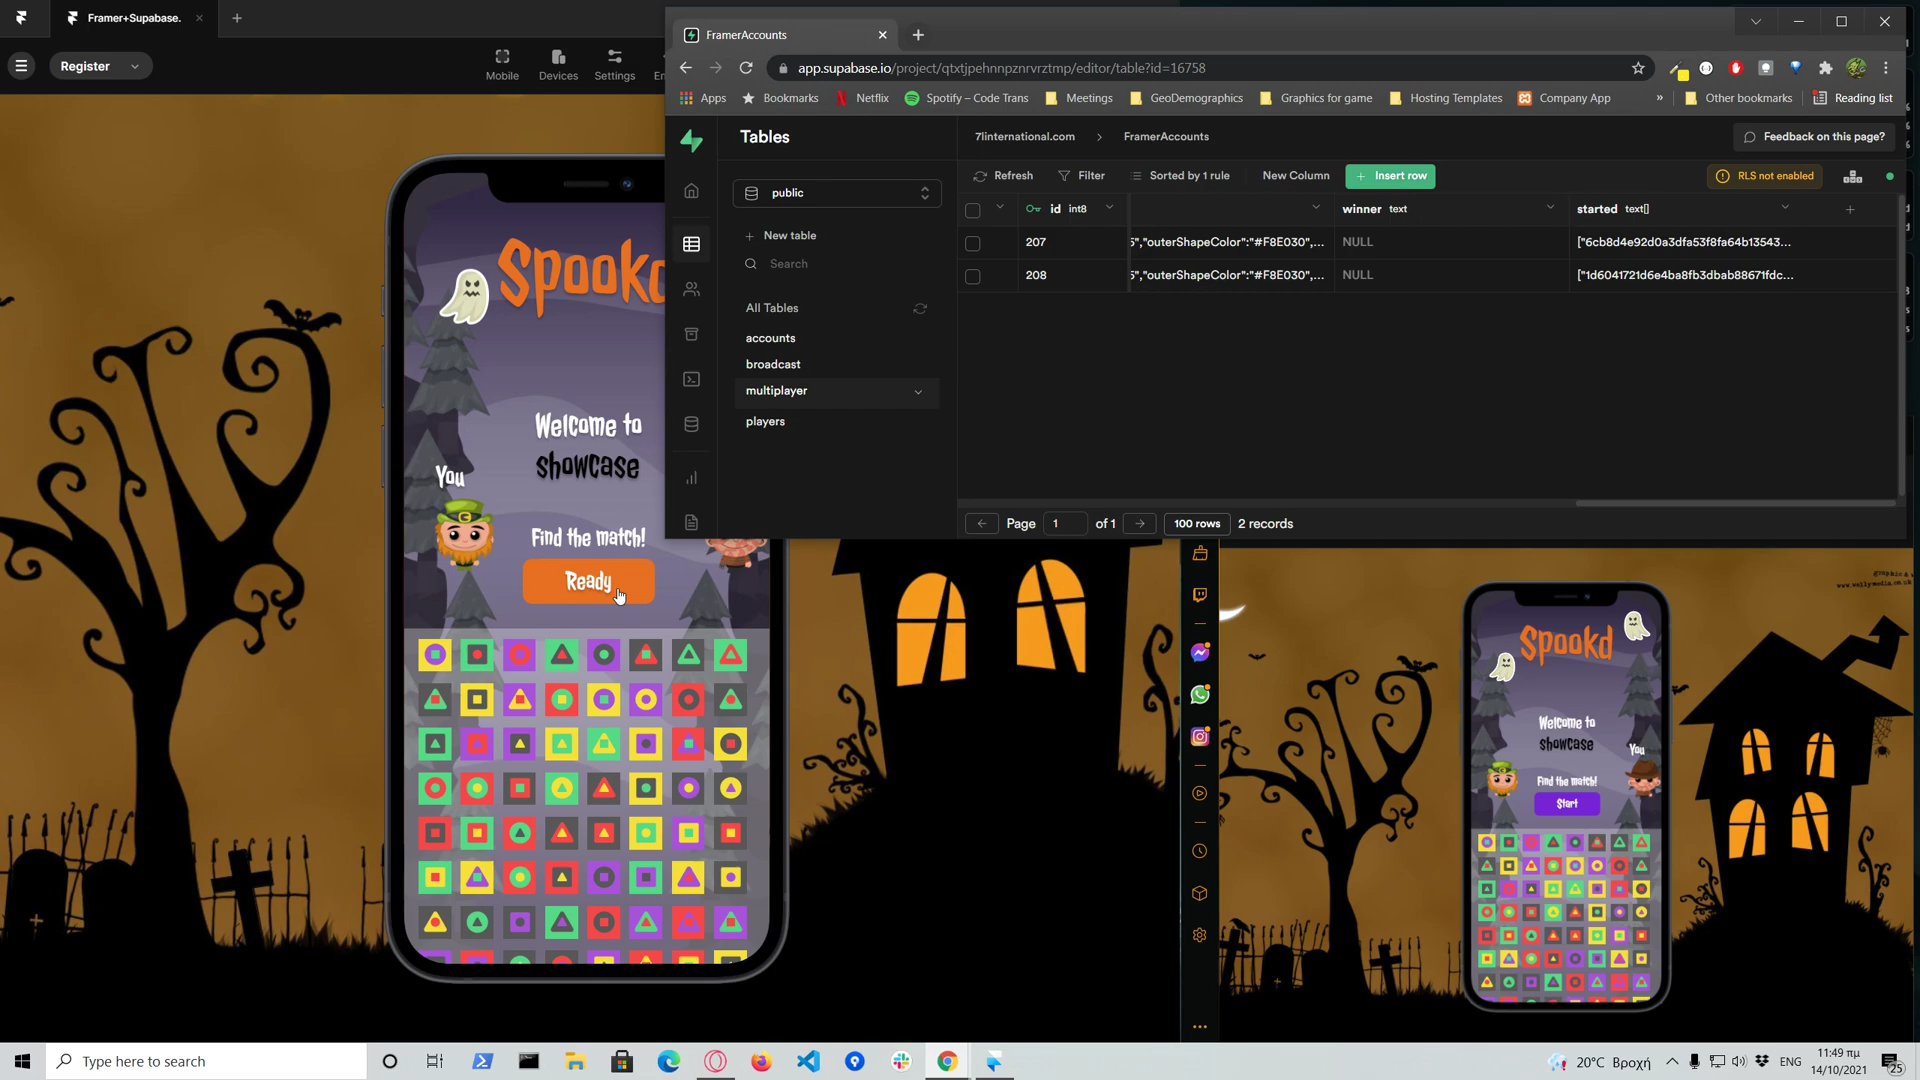 Framer+Supabase.
FramerAccounts
Register
Mobile
Devices
Settings
app.supabase.io/project/qtxtjpehnnpznrvrztmp/editor/table?id=16758
Apps
Bookmarks
Netflix
Spotify – Code Trans
Meetings
GeoDemographics
Graphics for game
Hosting Templates
Company App
»
Other bookmarks
Reading list
Tables
7linternational.com > FramerAccounts
Feedback on this page?
public
Refresh
Filter
Sorted by 1 rule
New Column
+ Insert row
RLS not enabled
id int8
winner text
started text[]
+ New table
207
5","outerShapeColor":"#F8E030",...
NULL
["6cb8d4e92d0a3dfa53f8fa64b13543...
Search
208
5","outerShapeColor":"#F8E030",...
NULL
["1d6041721d6e4ba8fb3dbab88671fdc...
All Tables
accounts
broadcast
multiplayer
players
Page 1 of 1
100 rows
2 records
Spookd
Welcome to
showcase
You
Find the match!
Ready
Spookd
Welcome to
showcase
You
Find the match!
Start
Type here to search
20°C Βροχή
ENG
11:49 πμ
14/10/2021
25